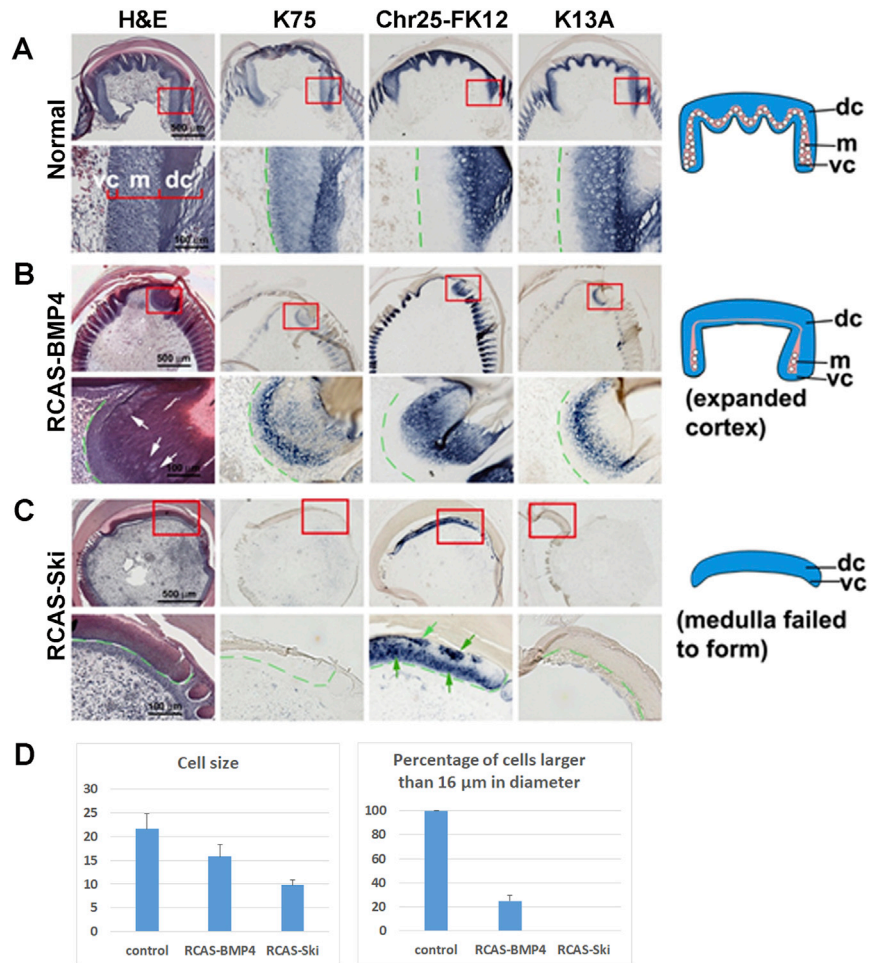 H&E K75 Chr25-FK12 K13A
A
Normal
500 μm
vc m dc
100 μm
dc
m
vc
B
RCAS-BMP4
500 μm
100 μm
dc
m
vc
(expanded
cortex)
C
RCAS-Ski
500 μm
100 μm
dc
vc
(medulla failed
to form)
D
Cell size
30
25
20
15
10
5
0
control RCAS-BMP4 RCAS-Ski
Percentage of cells larger
than 16 μm in diameter
100
80
60
40
20
0
control RCAS-BMP4 RCAS-Ski